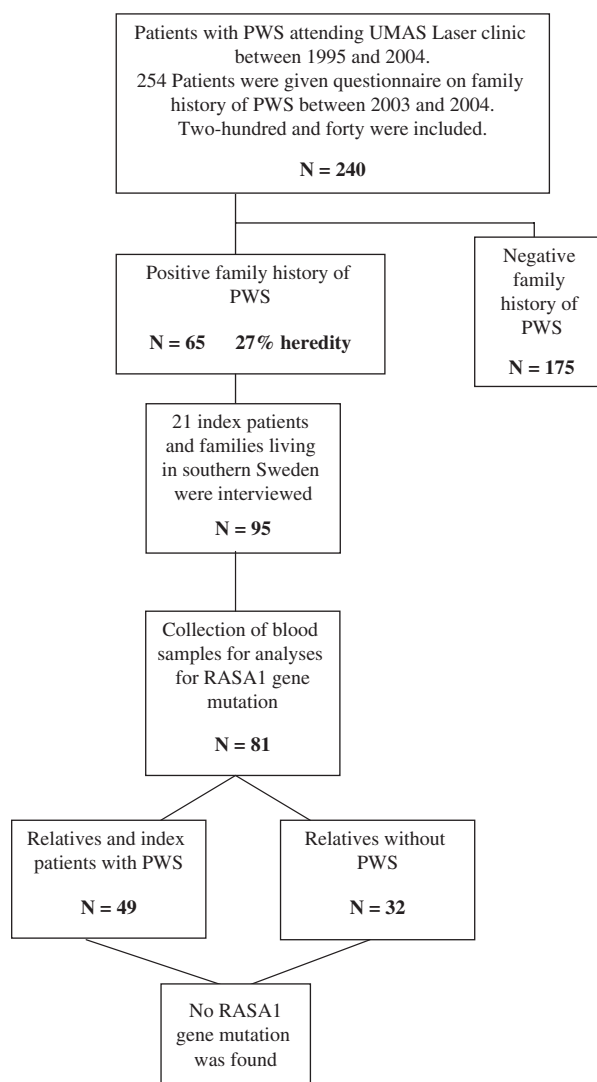 Patients with PWS attending UMAS Laser clinic
between 1995 and 2004.
254 Patients were given questionnaire on family
history of PWS between 2003 and 2004.
Two-hundred and forty were included.
N = 240
Positive family history of
PWS
N = 65 27% heredity
Negative
family
history of
PWS
N = 175
21 index patients
and families living
in southern Sweden
were interviewed
N = 95
Collection of blood
samples for analyses
for RASA1 gene
mutation
N = 81
Relatives and index
patients with PWS
N = 49
Relatives without
PWS
N = 32
No RASA1
gene mutation
was found